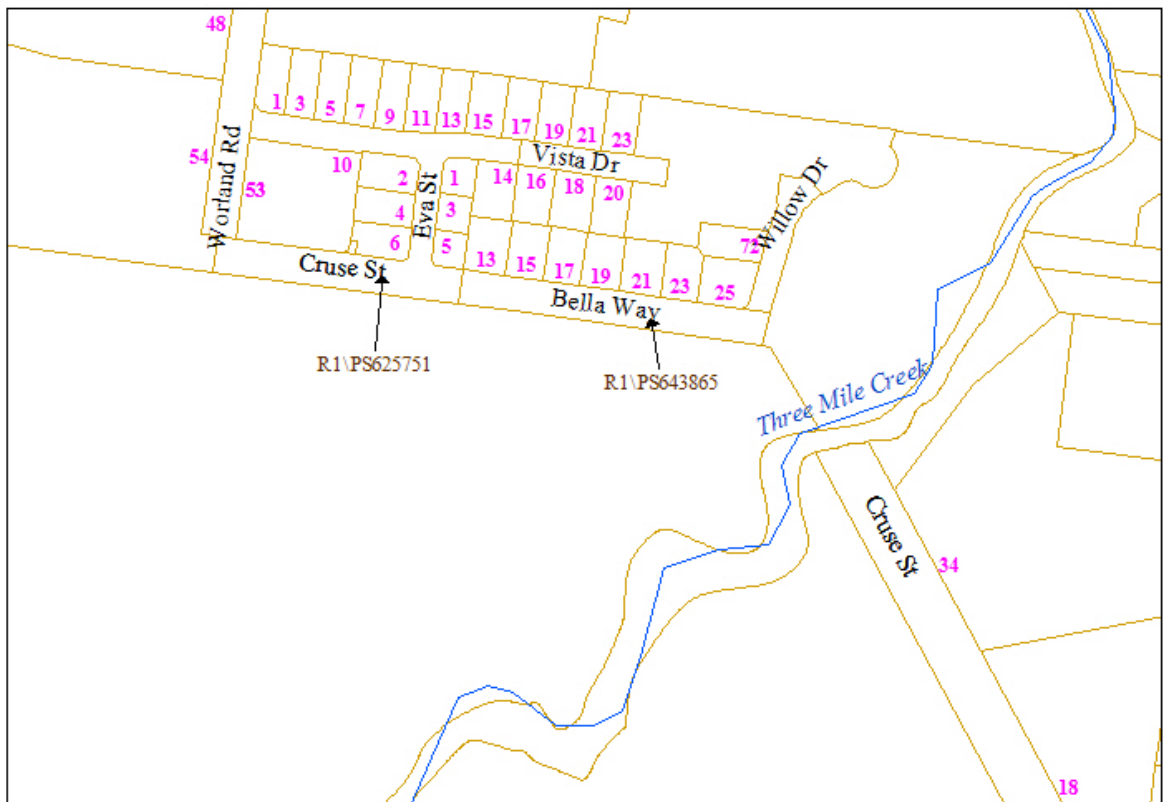 48
1 3 5 7 9 11 13 15 17 19 21 23
Vista Dr
54
Worland Rd
53
10
2
4
6
Eva St
1
3
5
14 16 18 20
Willow Dr
72
13 15 17 19 21 23 25
Cruse St
Bella Way
R1\PS625751
R1\PS643865
Three Mile Creek
Cruse St
34
18